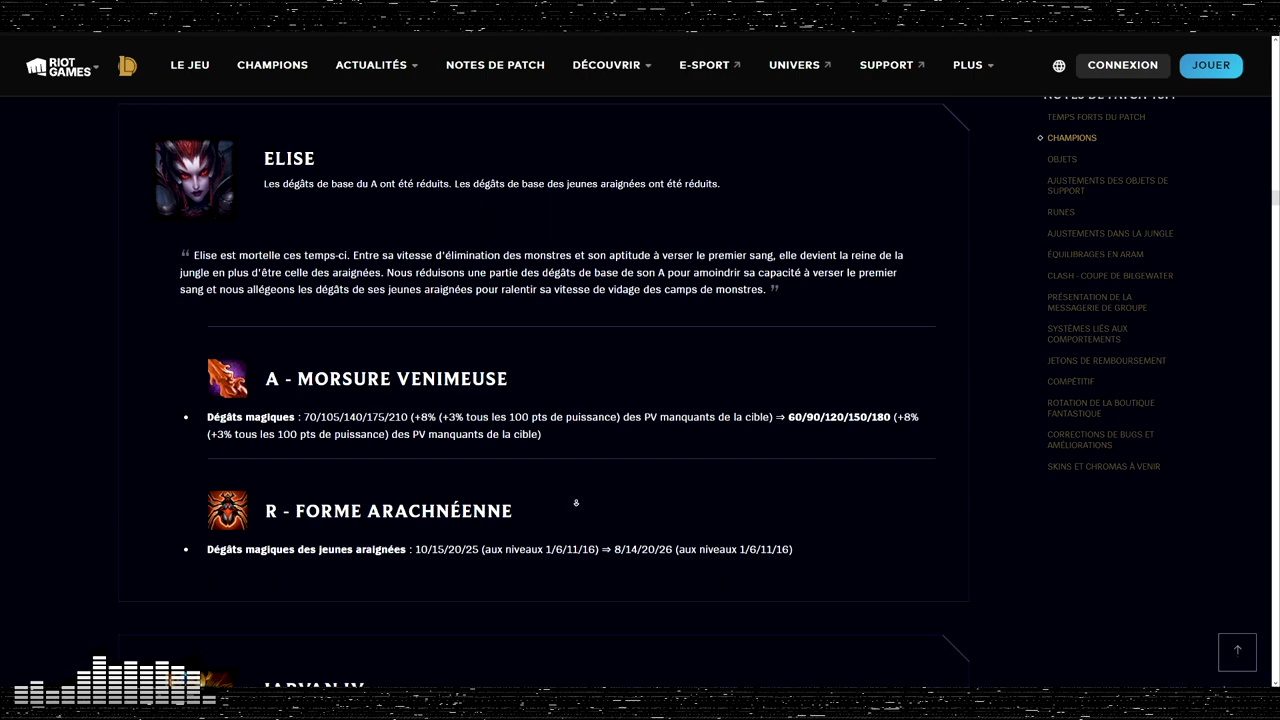 RIOT GAMES
LE JEU
CHAMPIONS
ACTUALITÉS
NOTES DE PATCH
DÉCOUVRIR
E-SPORT
UNIVERS
SUPPORT
PLUS
CONNEXION
JOUER
ELISE
Les dégâts de base du A ont été réduits. Les dégâts de base des jeunes araignées ont été réduits.
“ Elise est mortelle ces temps-ci. Entre sa vitesse d'élimination des monstres et son aptitude à verser le premier sang, elle devient la reine de la
jungle en plus d'être celle des araignées. Nous réduisons une partie des dégâts de base de son A pour amoindrir sa capacité à verser le premier
sang et nous allégeons les dégâts de ses jeunes araignées pour ralentir sa vitesse de vidage des camps de monstres. ”
A - MORSURE VENIMEUSE
• Dégâts magiques : 70/105/140/175/210 (+8% (+3% tous les 100 pts de puissance) des PV manquants de la cible) ⇒ 60/90/120/150/180 (+8%
(+3% tous les 100 pts de puissance) des PV manquants de la cible)
R - FORME ARACHNÉENNE
• Dégâts magiques des jeunes araignées : 10/15/20/25 (aux niveaux 1/6/11/16) ⇒ 8/14/20/26 (aux niveaux 1/6/11/16)
JARVAN IV
NOTES DE PATCH
TEMPS FORTS DU PATCH
CHAMPIONS
OBJETS
AJUSTEMENTS DES OBJETS DE
SUPPORT
RUNES
AJUSTEMENTS DANS LA JUNGLE
ÉQUILIBRAGES EN ARAM
CLASH - COUPE DE BILGEWATER
PRÉSENTATION DE LA
MESSAGERIE DE GROUPE
SYSTÈMES LIÉS AUX
COMPORTEMENTS
JETONS DE REMBOURSEMENT
COMPÉTITIF
ROTATION DE LA BOUTIQUE
FANTASTIQUE
CORRECTIONS DE BUGS ET
AMÉLIORATIONS
SKINS ET CHROMAS À VENIR